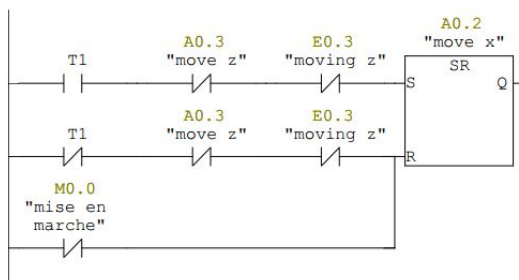 A0.2
"move x"
A0.3
"move z"
E0.3
"moving z"
T1
SR
S
Q
A0.3
"move z"
E0.3
"moving z"
T1
R
M0.0
"mise en
marche"